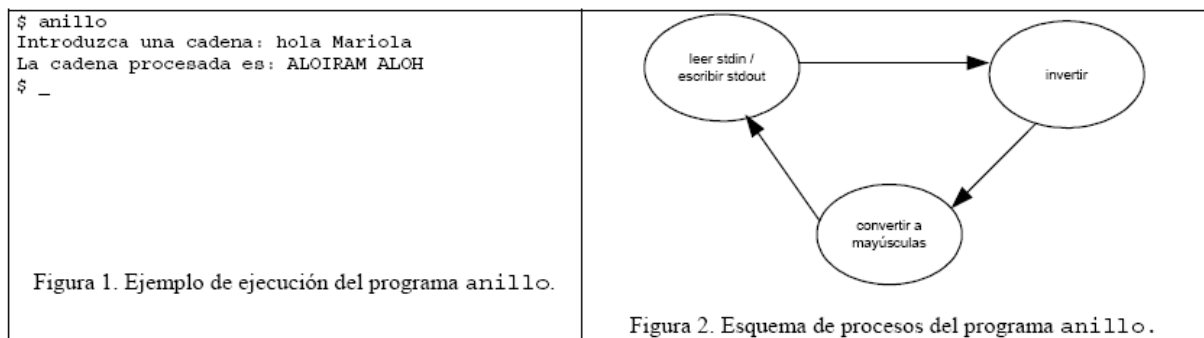 $ anillo
Introduzca una cadena: hola Mariola
La cadena procesada es: ALOIRAM ALOH
$ _
Figura 1. Ejemplo de ejecución del programa anillo.
leer stdin /
escribir stdout
invertir
convertir a
mayúsculas
Figura 2. Esquema de procesos del programa anillo.